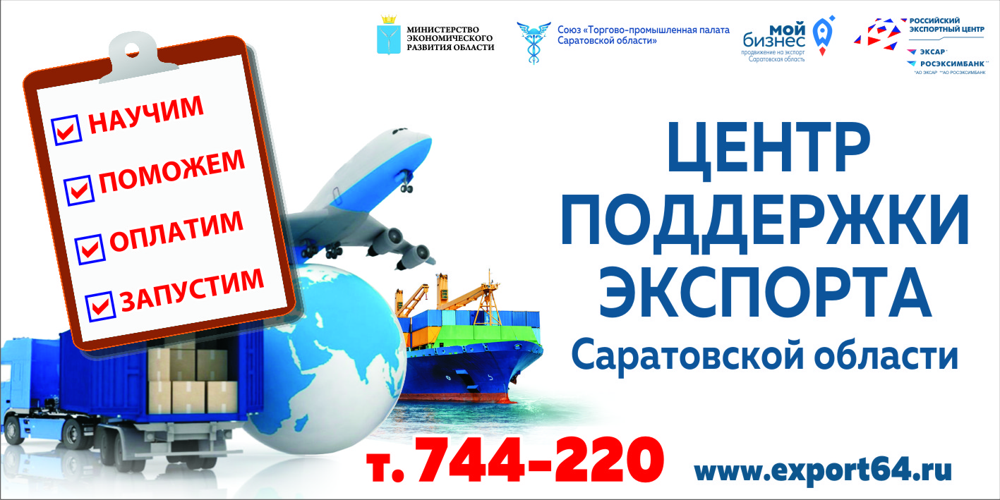 МИНИСТЕРСТВО
ЭКОНОМИЧЕСКОГО
РАЗВИТИЯ ОБЛАСТИ
Союз «Торгово-промышленная палата
Саратовской области»
мой
бизнес
продвижение на экспорт
Саратовская область
РОССИЙСКИЙ
ЭКСПОРТНЫЙ ЦЕНТР
ЭКСАР*
РОСЭКСИМБАНК**
*АО ЭКСАР **АО РОСЭКСИМБАНК
НАУЧИМ
ПОМОЖЕМ
ОПЛАТИМ
ЗАПУСТИМ
ЦЕНТР
ПОДДЕРЖКИ
ЭКСПОРТА
Саратовской области
т. 744-220
www.export64.ru